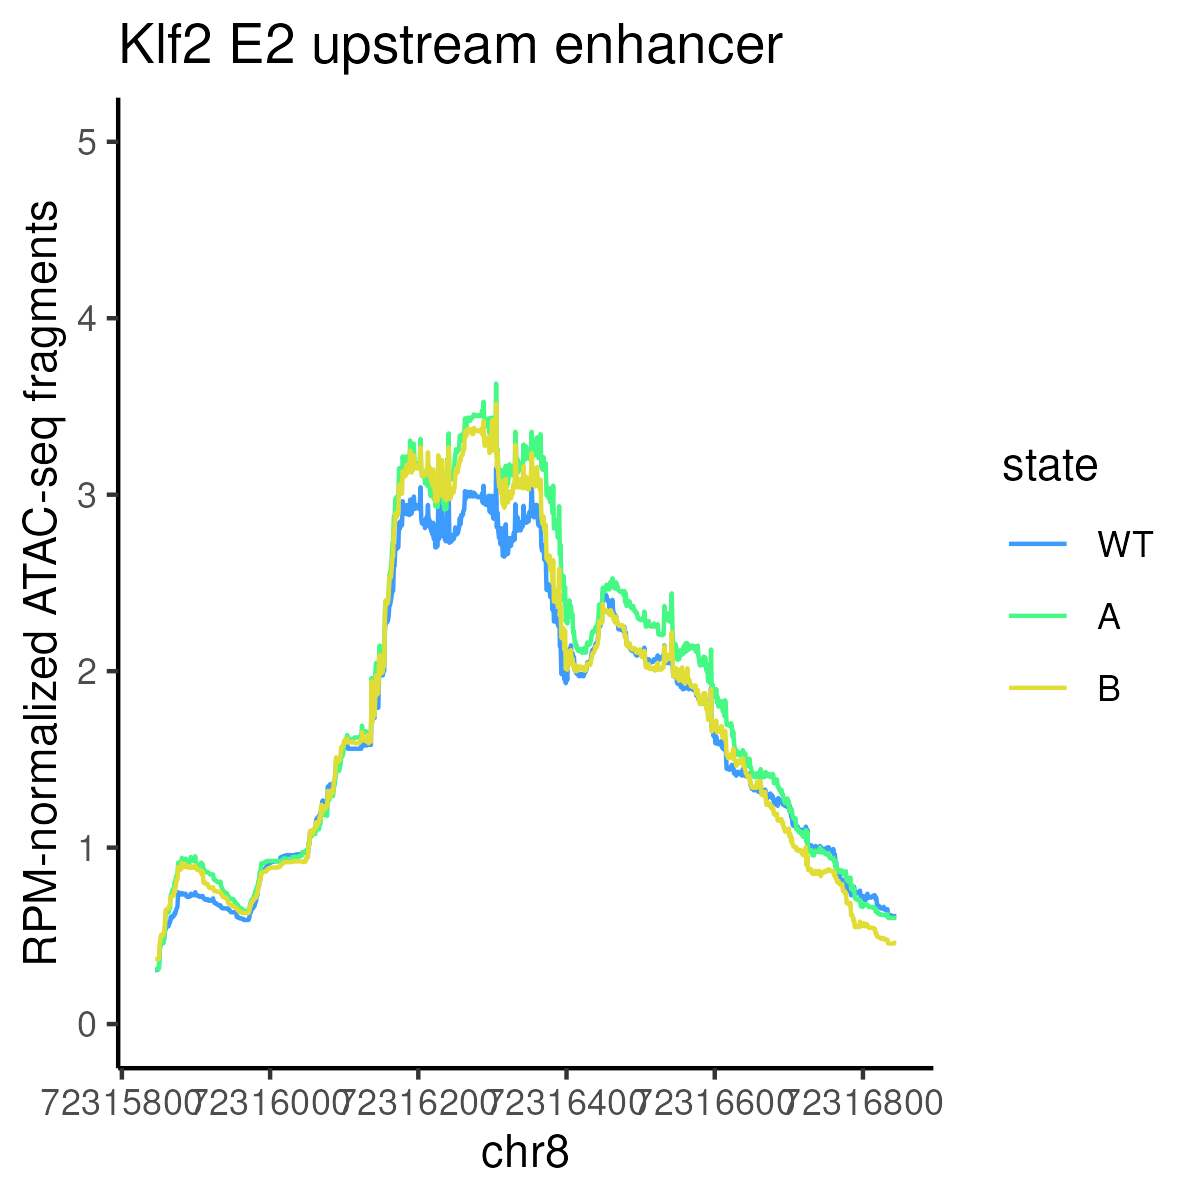 Klf2 E2 upstream enhancer
RPM-normalized ATAC-seq fragments
5
4
3
2
1
0
72315800 72316000 72316200 72316400 72316600 72316800
chr8
state
WT
A
B